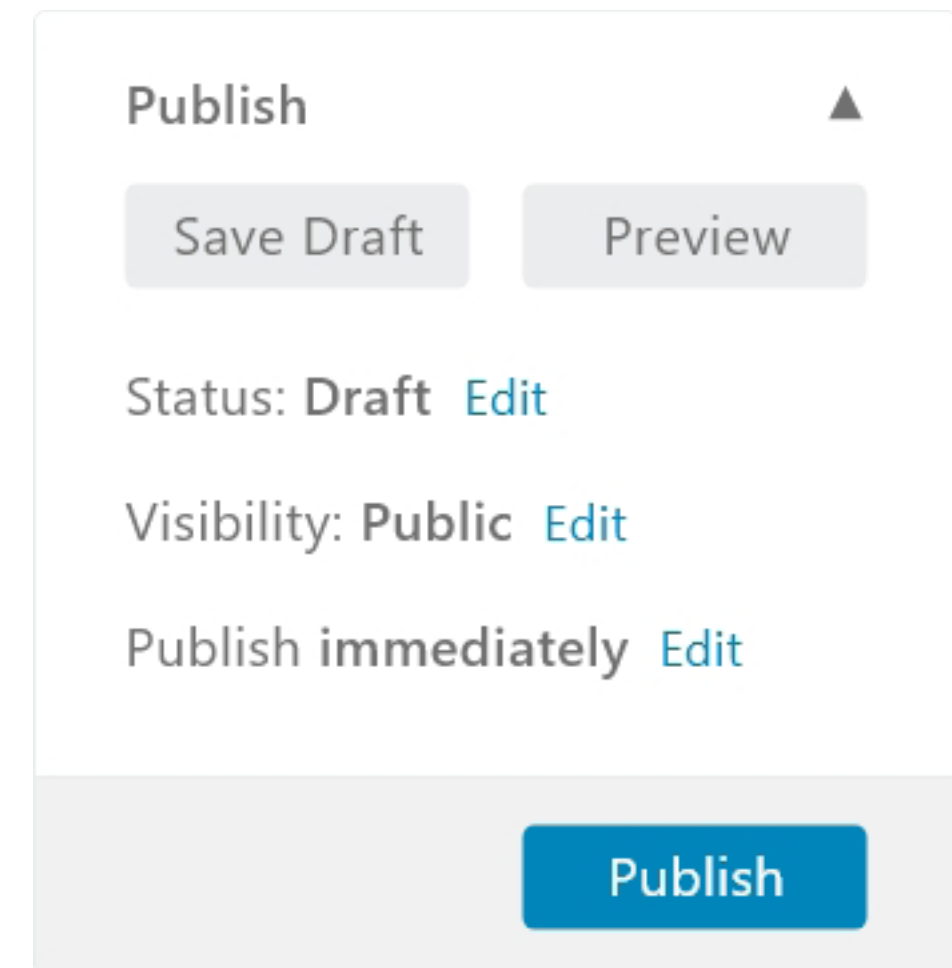 Publish
Save Draft Preview
Status: Draft Edit
Visibility: Public Edit
Publish immediately Edit
Publish